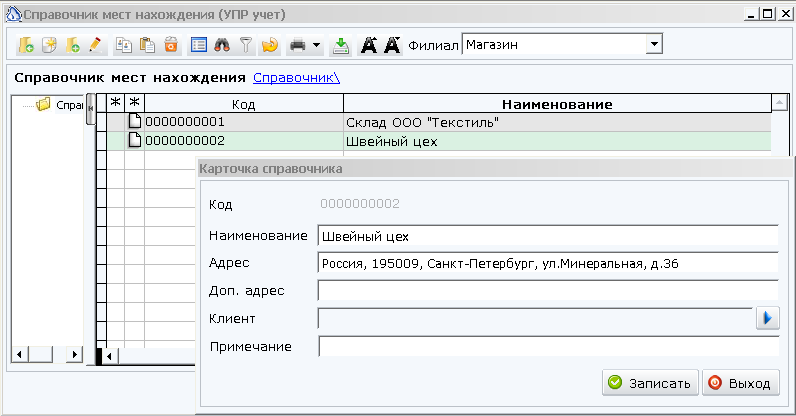 Справочник мест нахождения (УПР учет)
Филиал Магазин
Справочник мест нахождения Справочник\
Спра
* * Код Наименование
0000000001 Склад ООО "Текстиль"
0000000002 Швейный цех
Карточка справочника
Код 0000000002
Наименование Швейный цех
Адрес Россия, 195009, Санкт-Петербург, ул.Минеральная, д.36
Доп. адрес
Клиент
Примечание
Записать Выход